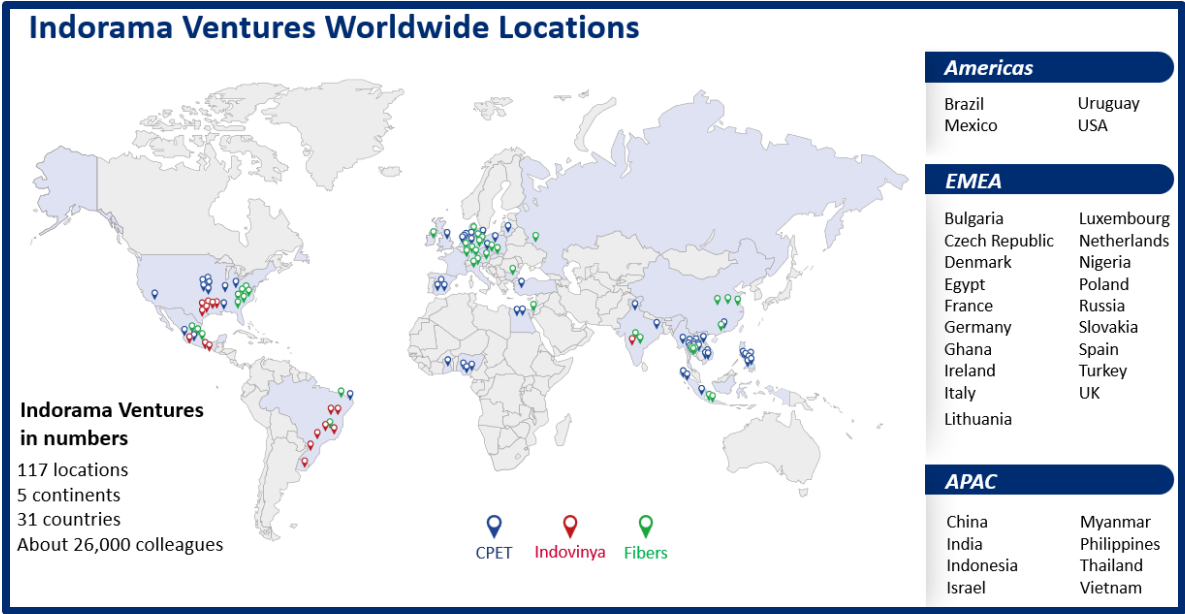 Indorama Ventures Worldwide Locations
Americas
Brazil
Mexico
Uruguay
USA
EMEA
Bulgaria
Czech Republic
Denmark
Egypt
France
Germany
Ghana
Ireland
Italy
Lithuania
Luxembourg
Netherlands
Nigeria
Poland
Russia
Slovakia
Spain
Turkey
UK
APAC
China
India
Indonesia
Israel
Myanmar
Philippines
Thailand
Vietnam
Indorama Ventures
in numbers
117 locations
5 continents
31 countries
About 26,000 colleagues
CPET
Indovinya
Fibers